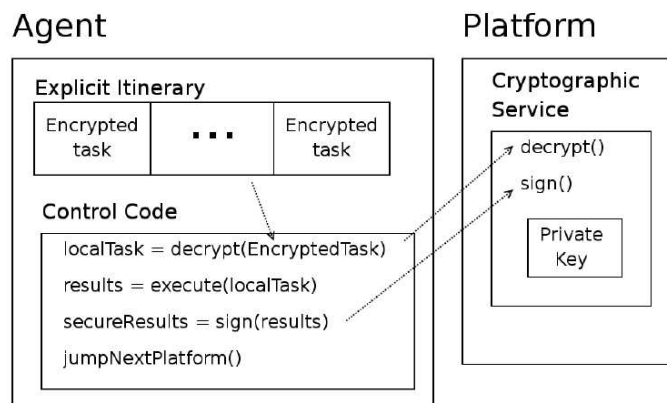 Agent
Explicit Itinerary
Encrypted
task
...
Encrypted
task
Control Code
localTask = decrypt(EncryptedTask)
results = execute(localTask)
secureResults = sign(results)
jumpNextPlatform()
Platform
Cryptographic
Service
decrypt()
sign()
Private
Key